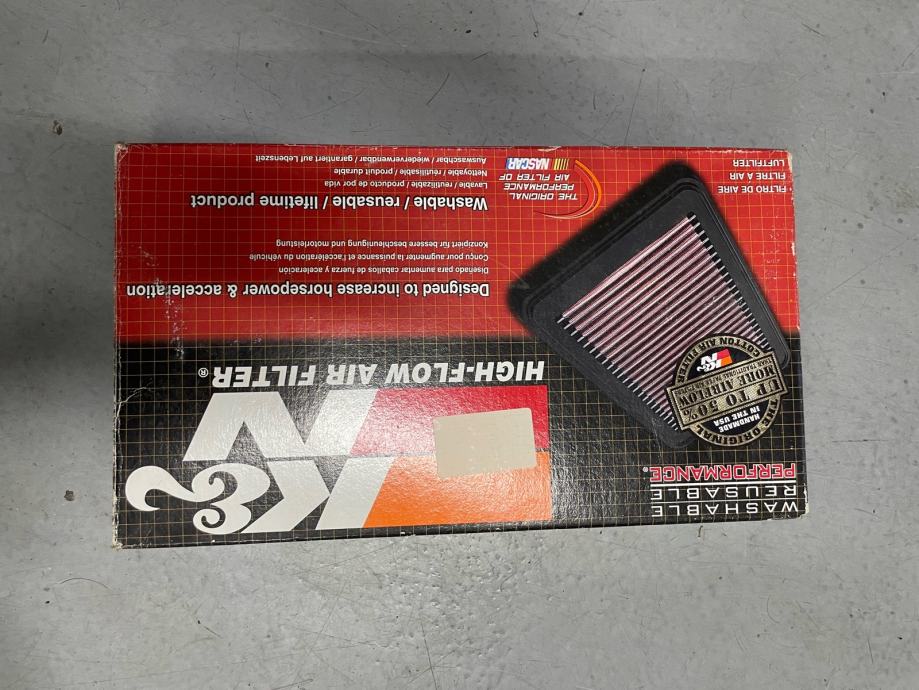 WASHABLE
REUSABLE
PERFORMANCE®
K&N
HIGH-FLOW AIR FILTER®
THE ORIGINAL
HANDMADE
IN THE USA
UP TO 50%
MORE AIRFLOW
K&N
COTTON AIR FILTER
Designed to increase horsepower & acceleration
Disenado para aumentar caballos de fuerza y aceleracion
Conçu pour augmenter la puissance et l'accélération du véhicule
Konzipiert für bessere beschleunigung und motorleistung
Washable / reusable / lifetime product
Lavable / reutilizable / producto de por vida
Nettoyable / réutilisable / produit durable
Auswaschbar / wiederverwendbar / garantiert auf Lebenszeit
THE ORIGINAL
PERFORMANCE
AIR FILTER OF
NASCAR
FILTRO DE AIRE
FILTRE À AIR
LUFTFILTER